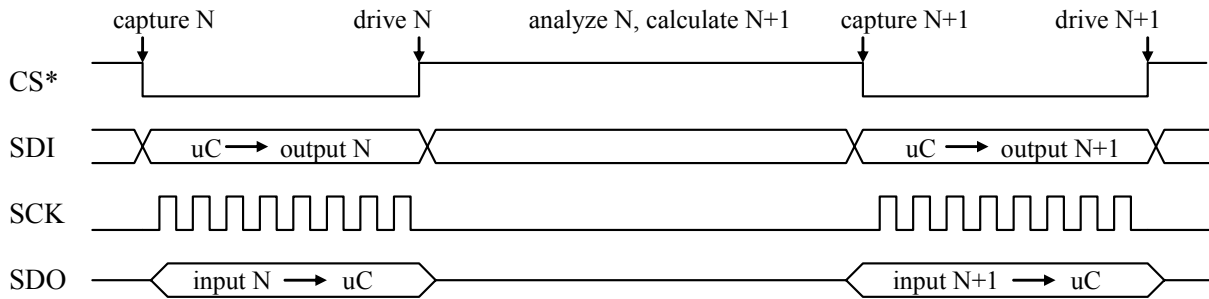 capture N drive N analyze N, calculate N+1 capture N+1 drive N+1
CS*
SDI uC → output N uC → output N+1
SCK
SDO input N → uC input N+1 → uC